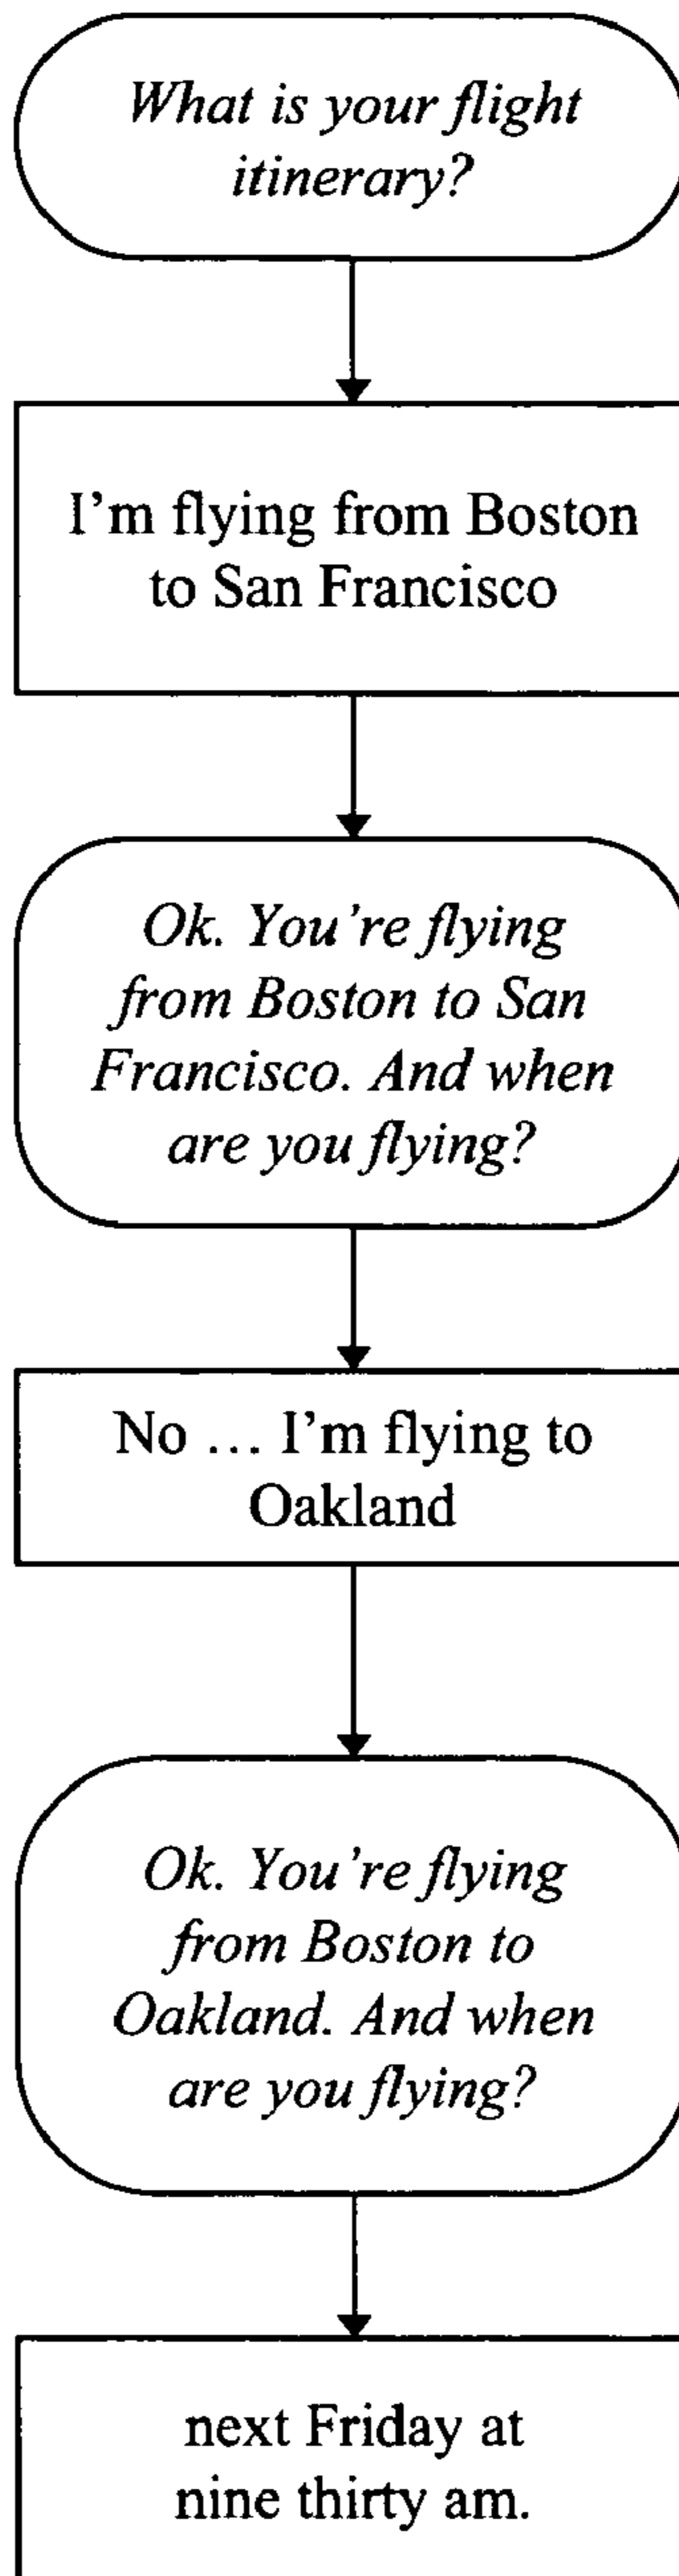 What is your flight
itinerary?
I'm flying from Boston
to San Francisco
Ok. You're flying
from Boston to San
Francisco. And when
are you flying?
No ... I'm flying to
Oakland
Ok. You're flying
from Boston to
Oakland. And when
are you flying?
next Friday at
nine thirty am.